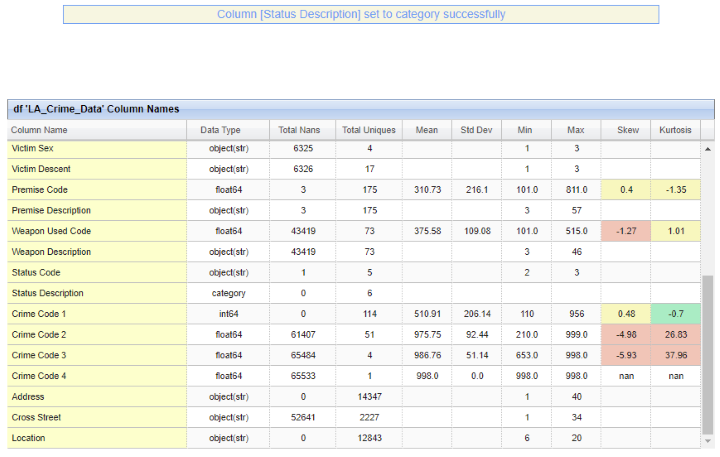 Column [Status Description] set to category successfully
df 'LA_Crime_Data' Column Names
Column Name Data Type Total Nans Total Uniques Mean Std Dev Min Max Skew Kurtosis
Victim Sex object(str) 6325 4 1 3
Victim Descent object(str) 6326 17 1 3
Premise Code float64 3 175 310.73 216.1 101.0 811.0 0.4 -1.35
Premise Description object(str) 3 175 3 57
Weapon Used Code float64 43419 73 375.58 109.08 101.0 515.0 -1.27 1.01
Weapon Description object(str) 43419 73 3 46
Status Code object(str) 1 5 2 3
Status Description category 0 6
Crime Code 1 int64 0 114 510.91 206.14 110 956 0.48 -0.7
Crime Code 2 float64 61407 51 975.75 92.44 210.0 999.0 -4.98 26.83
Crime Code 3 float64 65484 4 986.76 51.14 653.0 998.0 -5.93 37.96
Crime Code 4 float64 65533 1 998.0 0.0 998.0 998.0 nan nan
Address object(str) 0 14347 1 40
Cross Street object(str) 52641 2227 1 34
Location object(str) 0 12843 6 20